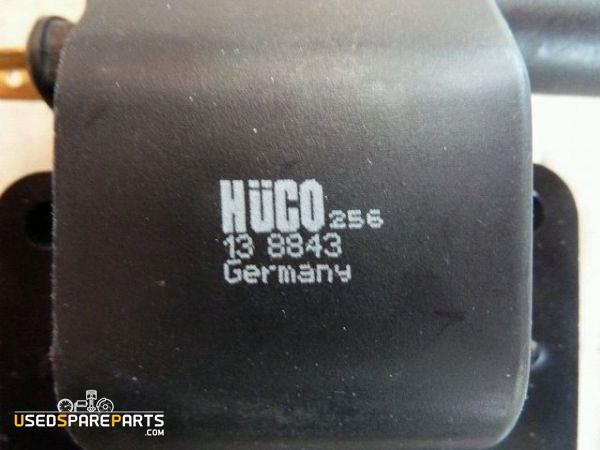 HÜCO 256
13 8843
Germany
USEDSPAREPARTS
.COM